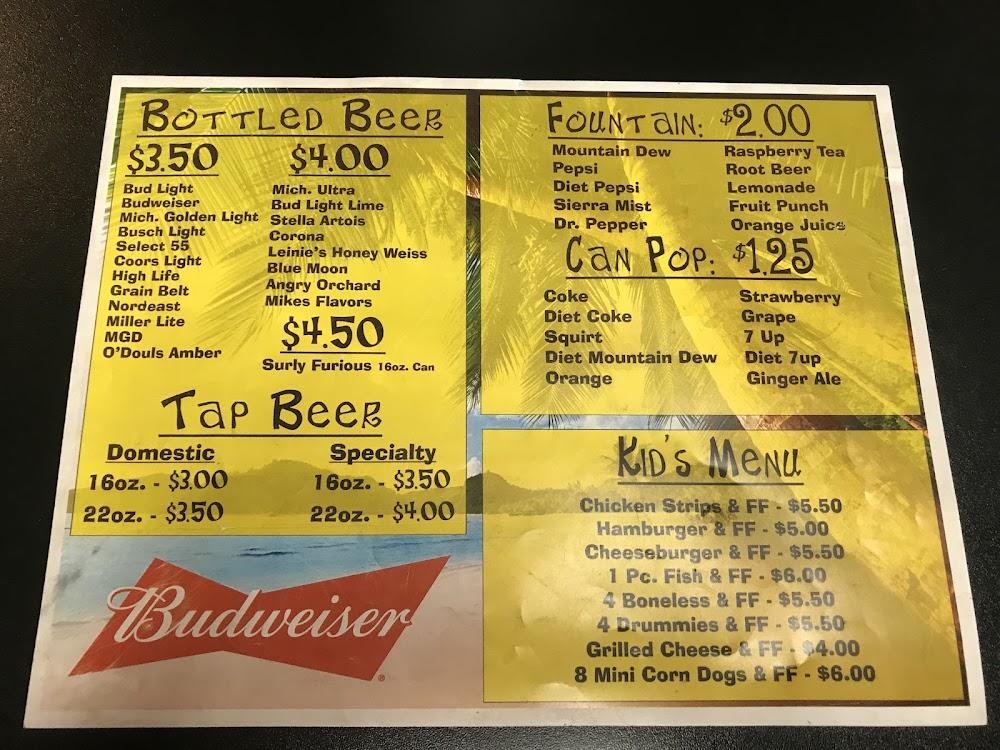 Bottled Beer
$3.50
Bud Light
Budweiser
Mich. Golden Light
Busch Light
Select 55
Coors Light
High Life
Grain Belt
Nordeast
Miller Lite
MGD
O'Douls Amber
$4.00
Mich. Ultra
Bud Light Lime
Stella Artois
Corona
Leinie's Honey Weiss
Blue Moon
Angry Orchard
Mikes Flavors
$4.50
Surly Furious 16oz. Can
Tap Beer
Domestic
16oz. - $3.00
22oz. - $3.50
Specialty
16oz. - $3.50
22oz. - $4.00
Budweiser
®
Fountain: $2.00
Mountain Dew
Pepsi
Diet Pepsi
Sierra Mist
Dr. Pepper
Raspberry Tea
Root Beer
Lemonade
Fruit Punch
Orange Juice
Can Pop: $1.25
Coke
Diet Coke
Squirt
Diet Mountain Dew
Orange
Strawberry
Grape
7 Up
Diet 7up
Ginger Ale
Kid's Menu
Chicken Strips & FF - $5.50
Hamburger & FF - $5.00
Cheeseburger & FF - $5.50
1 Pc. Fish & FF - $6.00
4 Boneless & FF - $5.50
4 Drummies & FF - $5.50
Grilled Cheese & FF - $4.00
8 Mini Corn Dogs & FF - $6.00